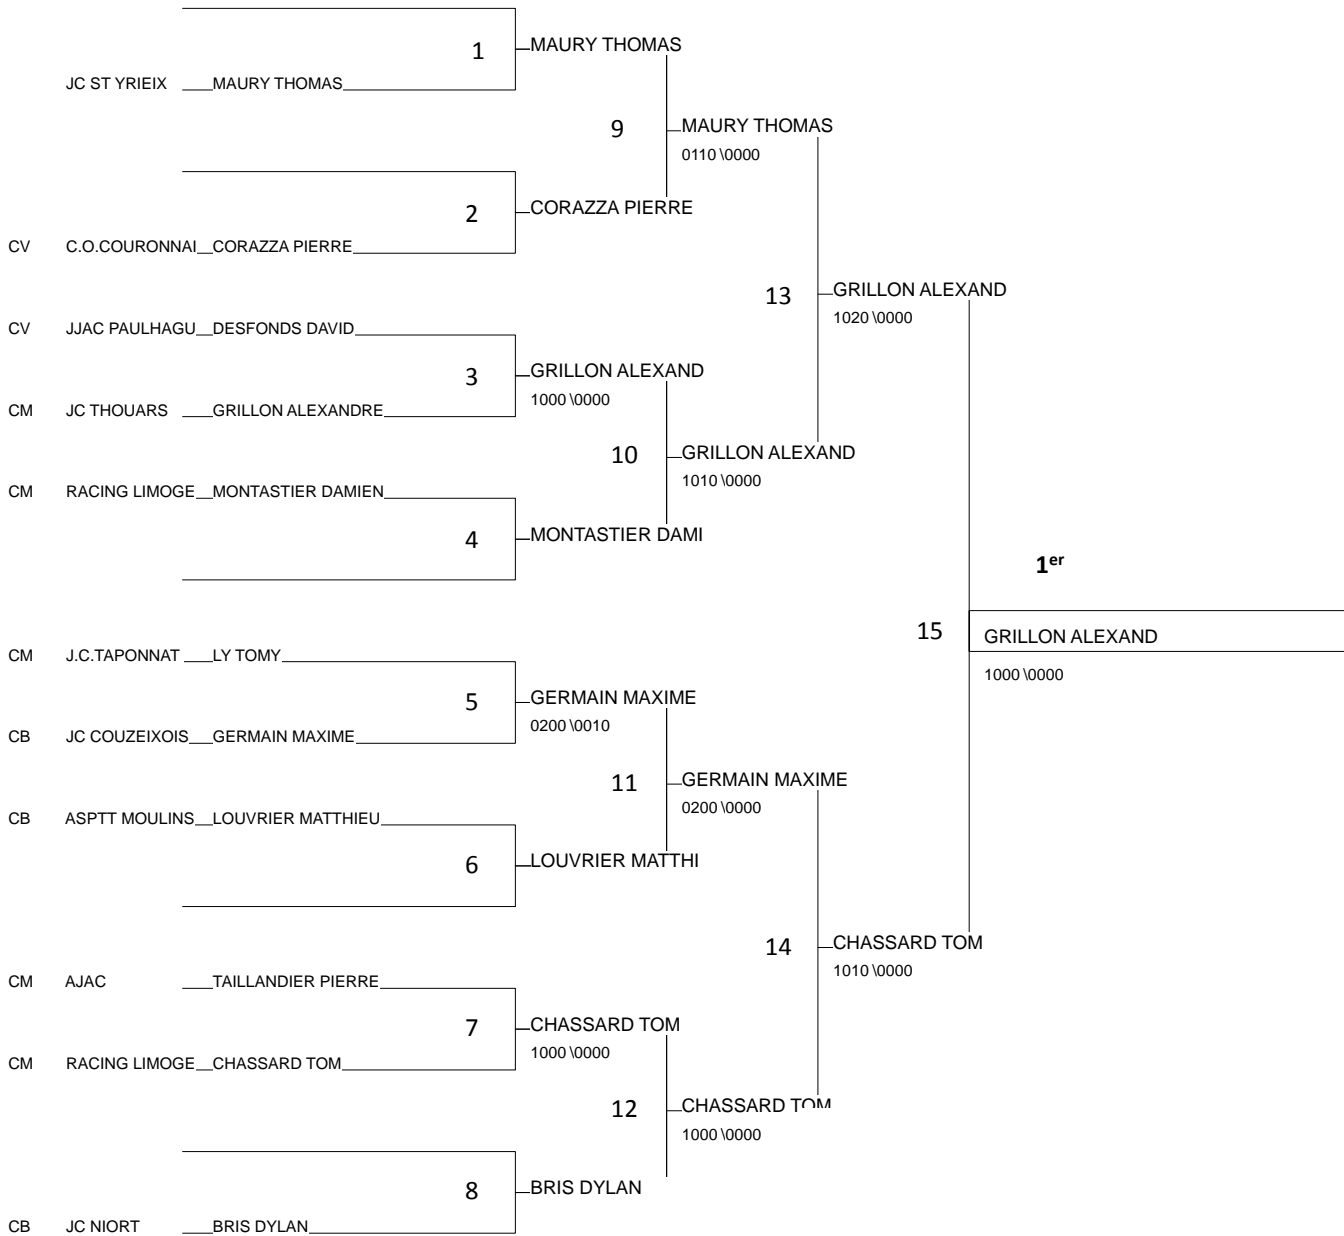 1 MAURY THOMAS
JC ST YRIEIX MAURY THOMAS
9 MAURY THOMAS
0110 \0000
2 CORAZZA PIERRE
CV C.O.COURONNAI CORAZZA PIERRE
13 GRILLON ALEXAND
1020 \0000
CV JJAC PAULHAGU DESFONDS DAVID
3 GRILLON ALEXAND
1000 \0000
CM JC THOUARS GRILLON ALEXANDRE
10 GRILLON ALEXAND
1010 \0000
CM RACING LIMOGE MONTASTIER DAMIEN
4 MONTASTIER DAMI
1er
15 GRILLON ALEXAND
1000 \0000
CM J.C.TAPONNAT LY TOMY
5 GERMAIN MAXIME
0200 \0010
CB JC COUZEIXOIS GERMAIN MAXIME
11 GERMAIN MAXIME
0200 \0000
CB ASPTT MOULINS LOUVRIER MATTHIEU
6 LOUVRIER MATTHI
14 CHASSARD TOM
1010 \0000
CM AJAC TAILLANDIER PIERRE
7 CHASSARD TOM
1000 \0000
CM RACING LIMOGE CHASSARD TOM
12 CHASSARD TOM
1000 \0000
8 BRIS DYLAN
CB JC NIORT BRIS DYLAN